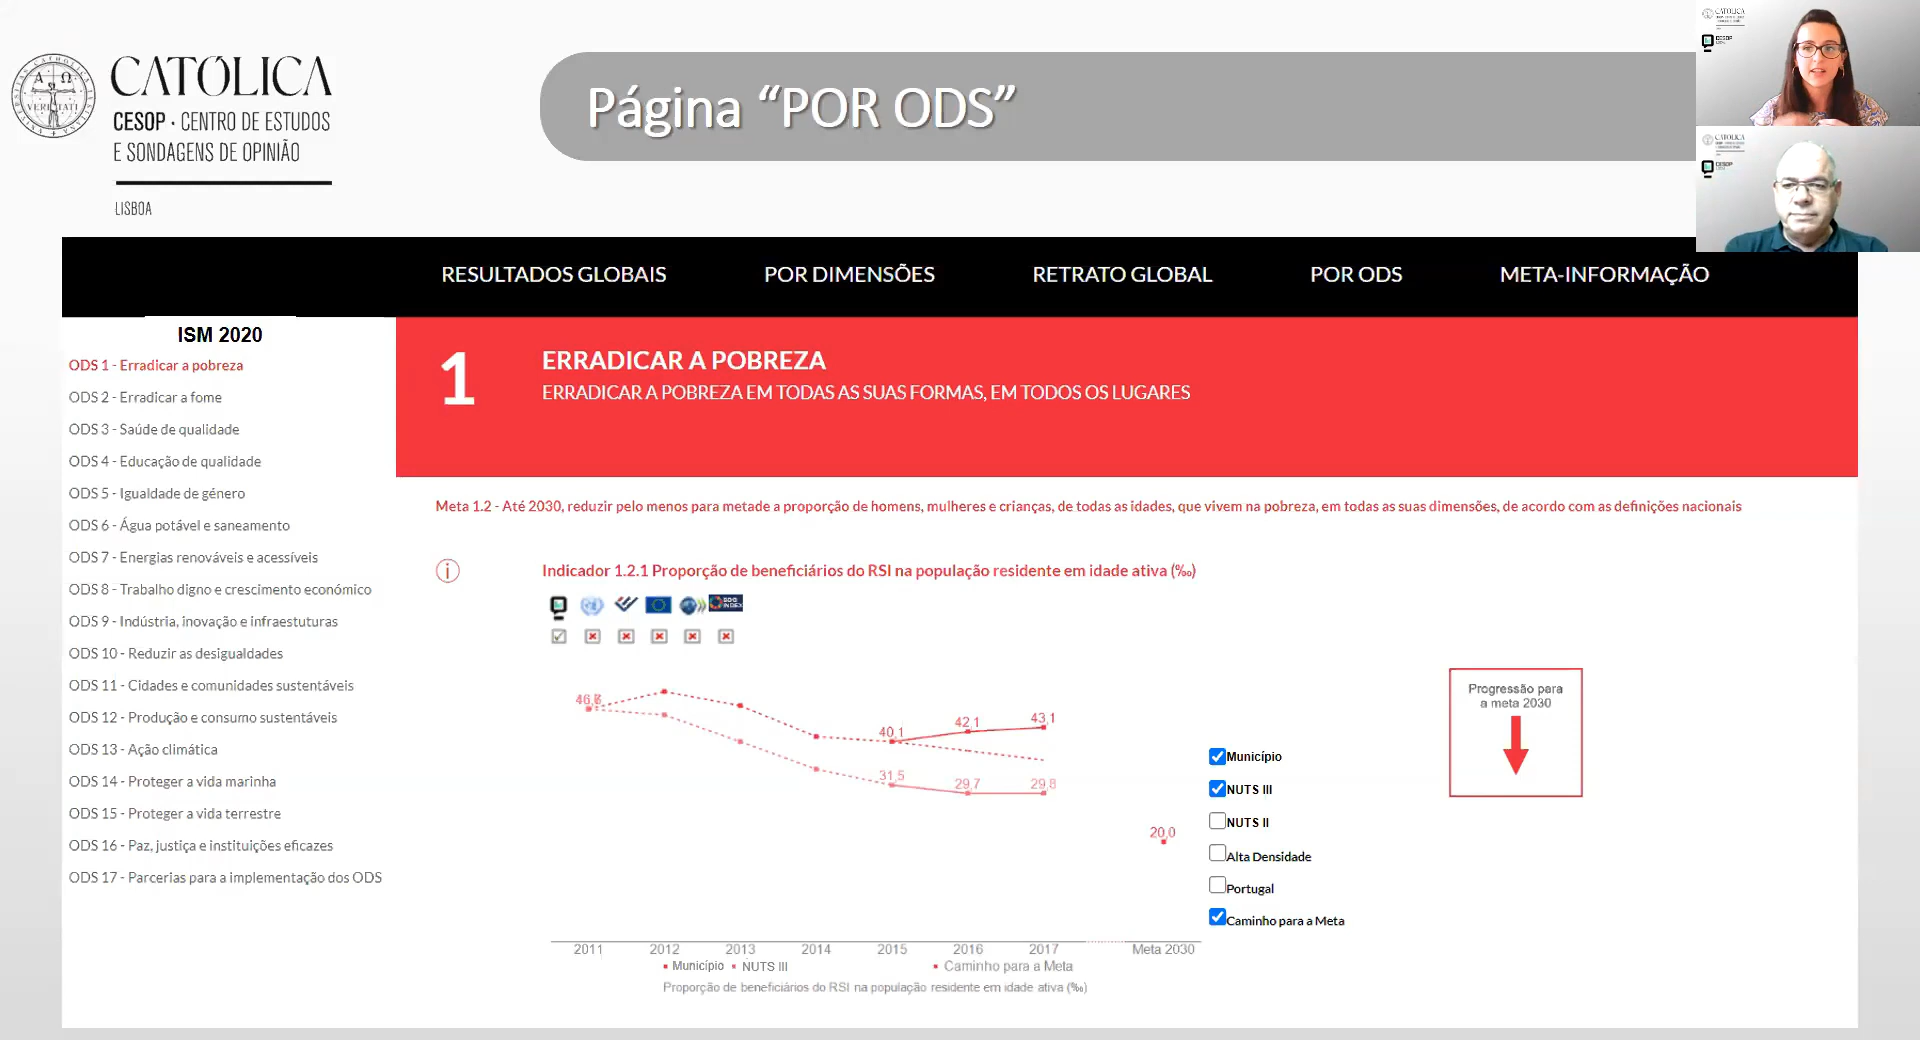 CATÓLICA
CESOP · CENTRO DE ESTUDOS
E SONDAGENS DE OPINIÃO
LISBOA
Página “POR ODS”
RESULTADOS GLOBAIS
POR DIMENSÕES
RETRATO GLOBAL
POR ODS
META-INFORMAÇÃO
ISM 2020
ODS 1 - Erradicar a pobreza
ODS 2 - Erradicar a fome
ODS 3 - Saúde de qualidade
ODS 4 - Educação de qualidade
ODS 5 - Igualdade de género
ODS 6 - Água potável e saneamento
ODS 7 - Energias renováveis e acessíveis
ODS 8 - Trabalho digno e crescimento económico
ODS 9 - Indústria, inovação e infraestuturas
ODS 10 - Reduzir as desigualdades
ODS 11 - Cidades e comunidades sustentáveis
ODS 12 - Produção e consumo sustentáveis
ODS 13 - Ação climática
ODS 14 - Proteger a vida marinha
ODS 15 - Proteger a vida terrestre
ODS 16 - Paz, justiça e instituições eficazes
ODS 17 - Parcerias para a implementação dos ODS
1
ERRADICAR A POBREZA
ERRADICAR A POBREZA EM TODAS AS SUAS FORMAS, EM TODOS OS LUGARES
Meta 1.2 - Até 2030, reduzir pelo menos para metade a proporção de homens, mulheres e crianças, de todas as idades, que vivem na pobreza, em todas as suas dimensões, de acordo com as definições nacionais
Indicador 1.2.1 Proporção de beneficiários do RSI na população residente em idade ativa (‰)
40,1
42,1
43,1
31,5
29,7
29,8
20,0
2011 2012 2013 2014 2015 2016 2017 Meta 2030
Município NUTS III Caminho para a Meta
Proporção de beneficiários do RSI na população residente em idade ativa (‰)
Município
NUTS III
NUTS II
Alta Densidade
Portugal
Caminho para a Meta
Progressão para
a meta 2030
CATÓLICA
CESOP
CATÓLICA
CESOP